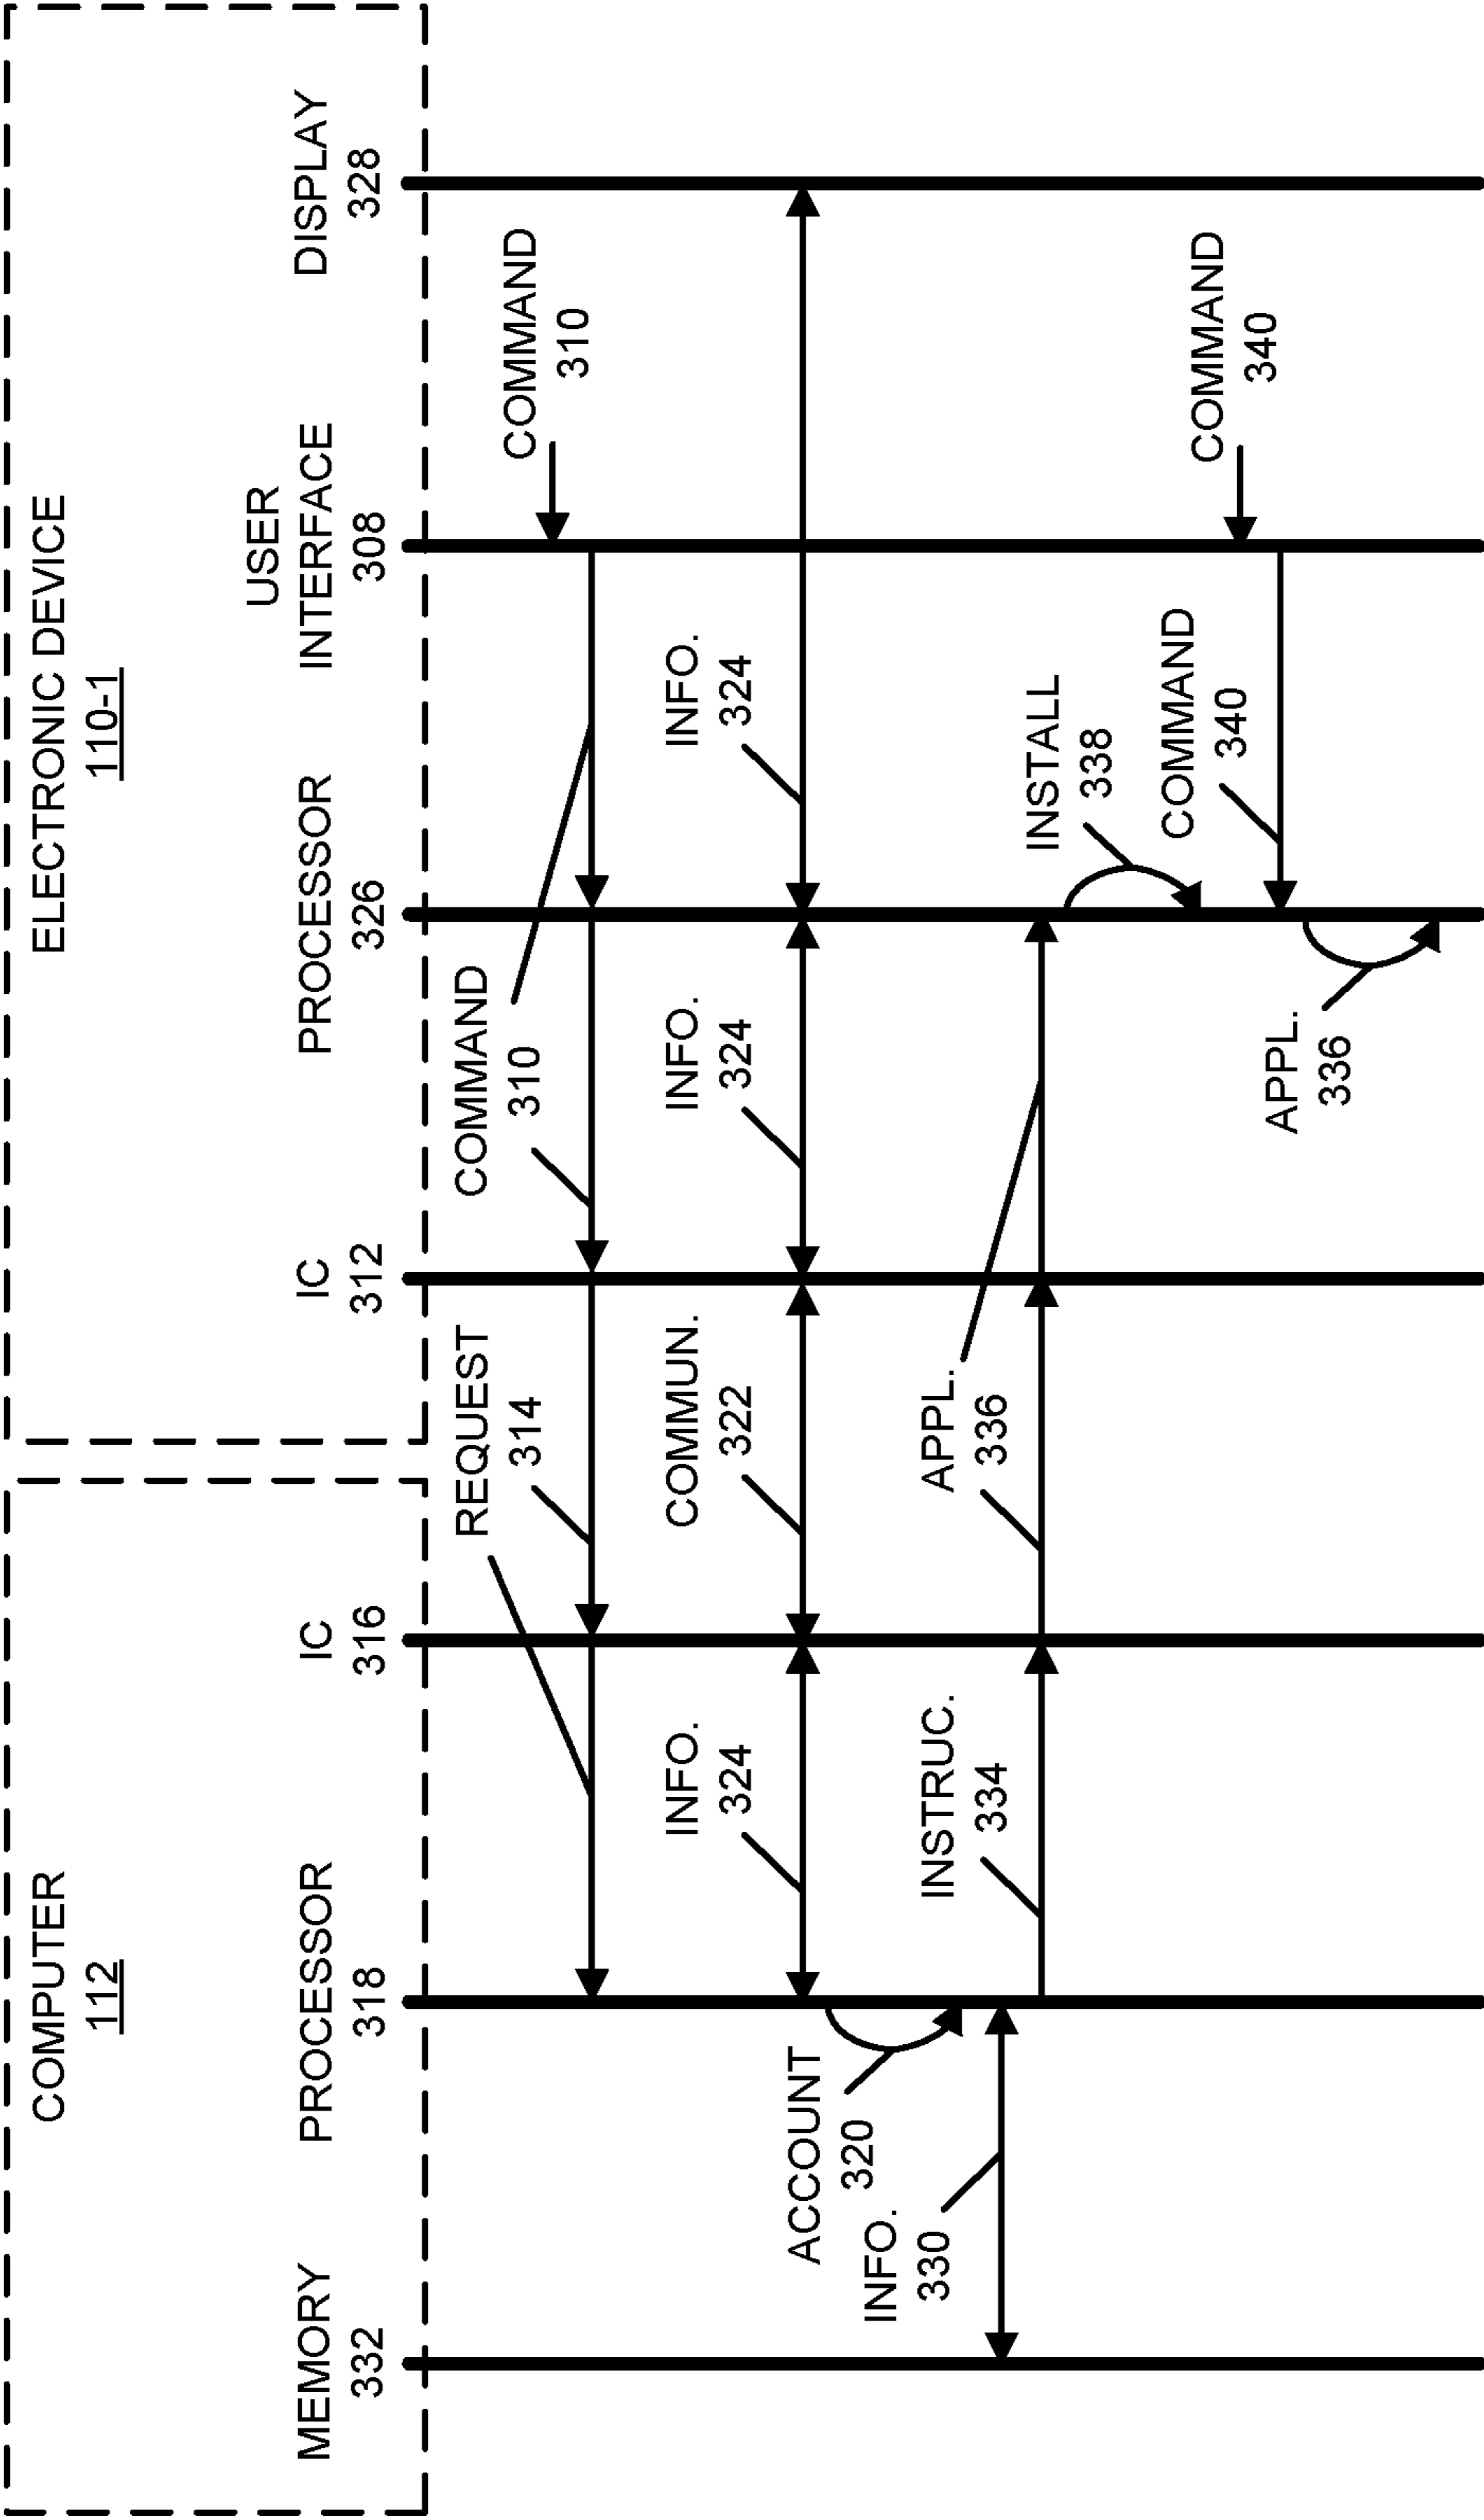 COMPUTER
112
ELECTRONIC DEVICE
110-1
MEMORY
332
PROCESSOR
318
IC
316
IC
312
PROCESSOR
326
USER
INTERFACE
308
DISPLAY
328
REQUEST
314
COMMAND
310
COMMAND
310
INFO.
324
COMMUN.
322
INFO.
324
INFO.
324
ACCOUNT
320
INFO.
330
INSTRUC.
334
APPL.
336
INSTALL
338
COMMAND
340
COMMAND
340
APPL.
336